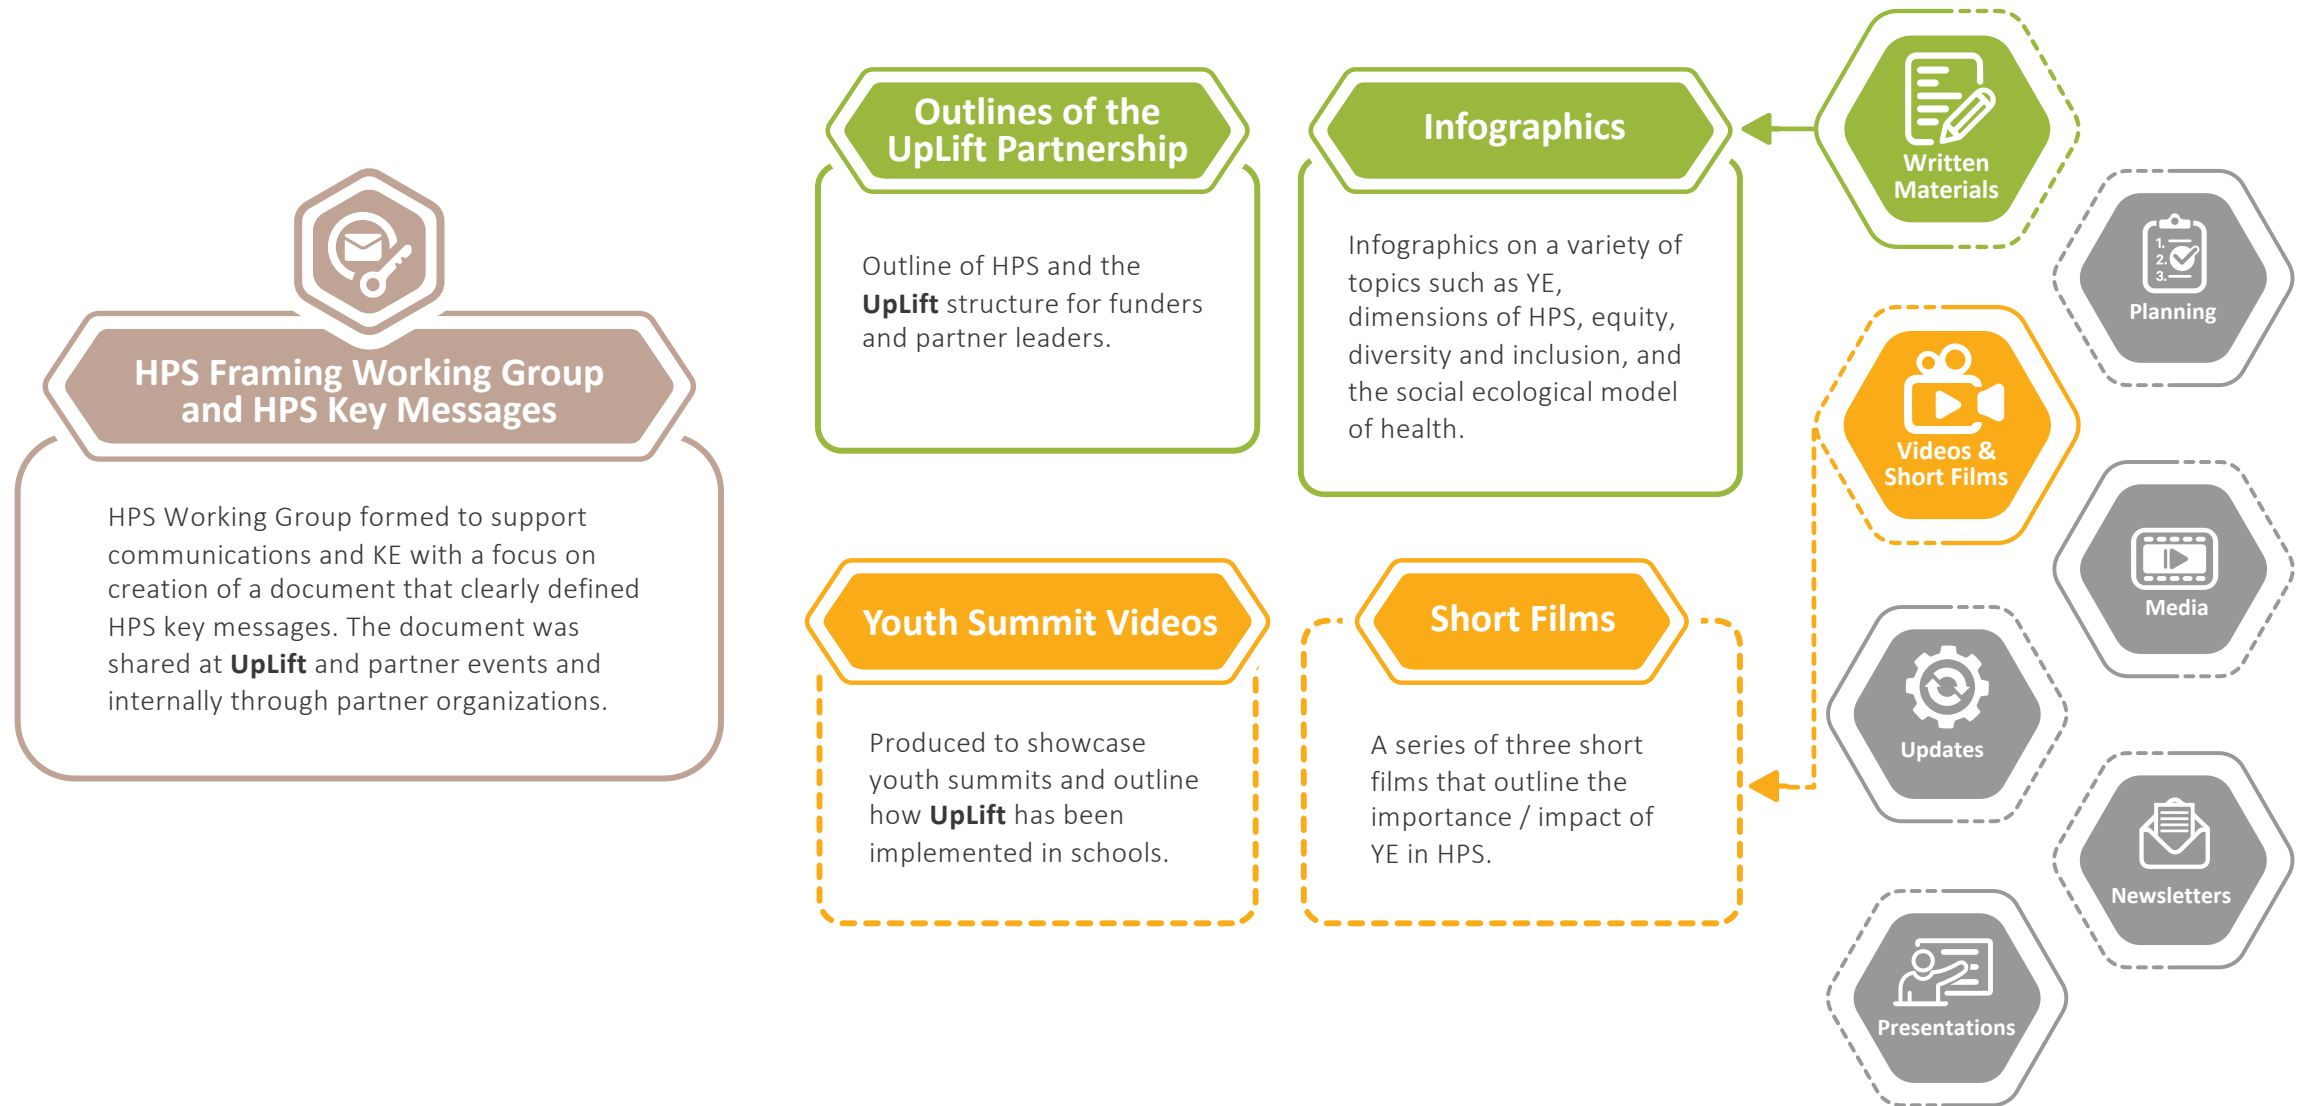 HPS Framing Working Group
and HPS Key Messages
HPS Working Group formed to support
communications and KE with a focus on
creation of a document that clearly defined
HPS key messages. The document was
shared at UpLift and partner events and
internally through partner organizations.
Outlines of the
UpLift Partnership
Outline of HPS and the
UpLift structure for funders
and partner leaders.
Infographics
Infographics on a variety of
topics such as YE,
dimensions of HPS, equity,
diversity and inclusion, and
the social ecological model
of health.
Youth Summit Videos
Produced to showcase
youth summits and outline
how UpLift has been
implemented in schools.
Short Films
A series of three short
films that outline the
importance / impact of
YE in HPS.
Written
Materials
1.
2.
3.
Planning
Videos &
Short Films
Media
Updates
Newsletters
Presentations